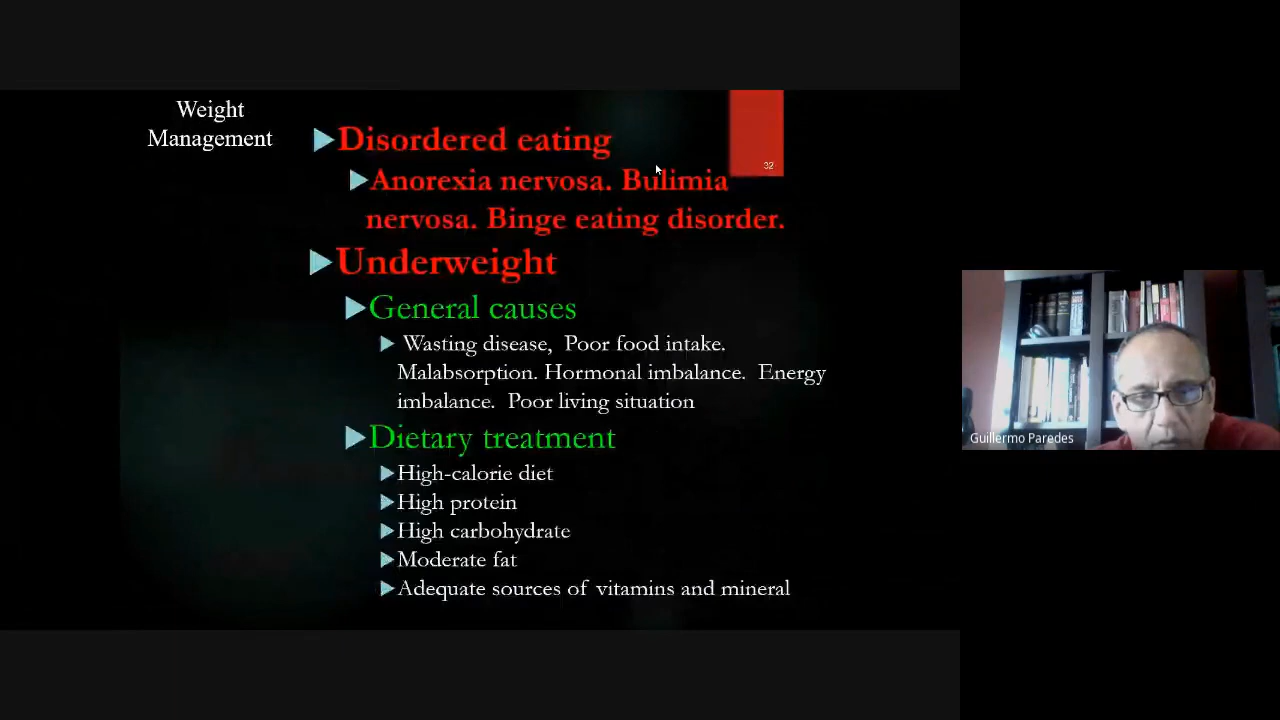 Weight
Management
Disordered eating
Anorexia nervosa. Bulimia
nervosa. Binge eating disorder.
32
Underweight
General causes
Wasting disease, Poor food intake.
Malabsorption. Hormonal imbalance. Energy
imbalance. Poor living situation
Dietary treatment
High-calorie diet
High protein
High carbohydrate
Moderate fat
Adequate sources of vitamins and mineral
Guillermo Paredes